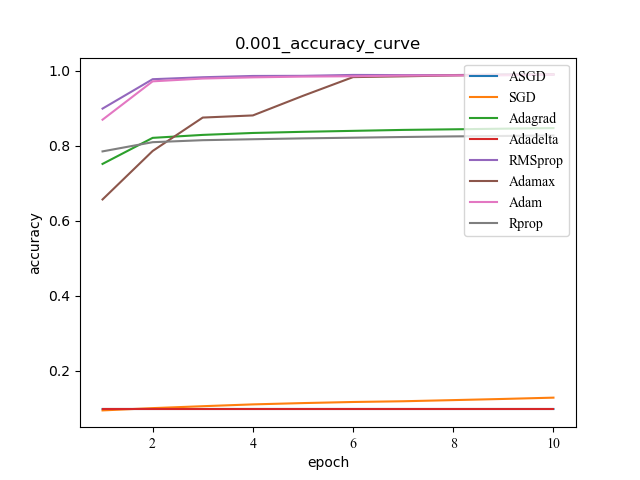 0.001_accuracy_curve
1.0
0.8
0.6
0.4
0.2
accuracy
ASGD
SGD
Adagrad
Adadelta
RMSprop
Adamax
Adam
Rprop
2
4
6
8
10
epoch